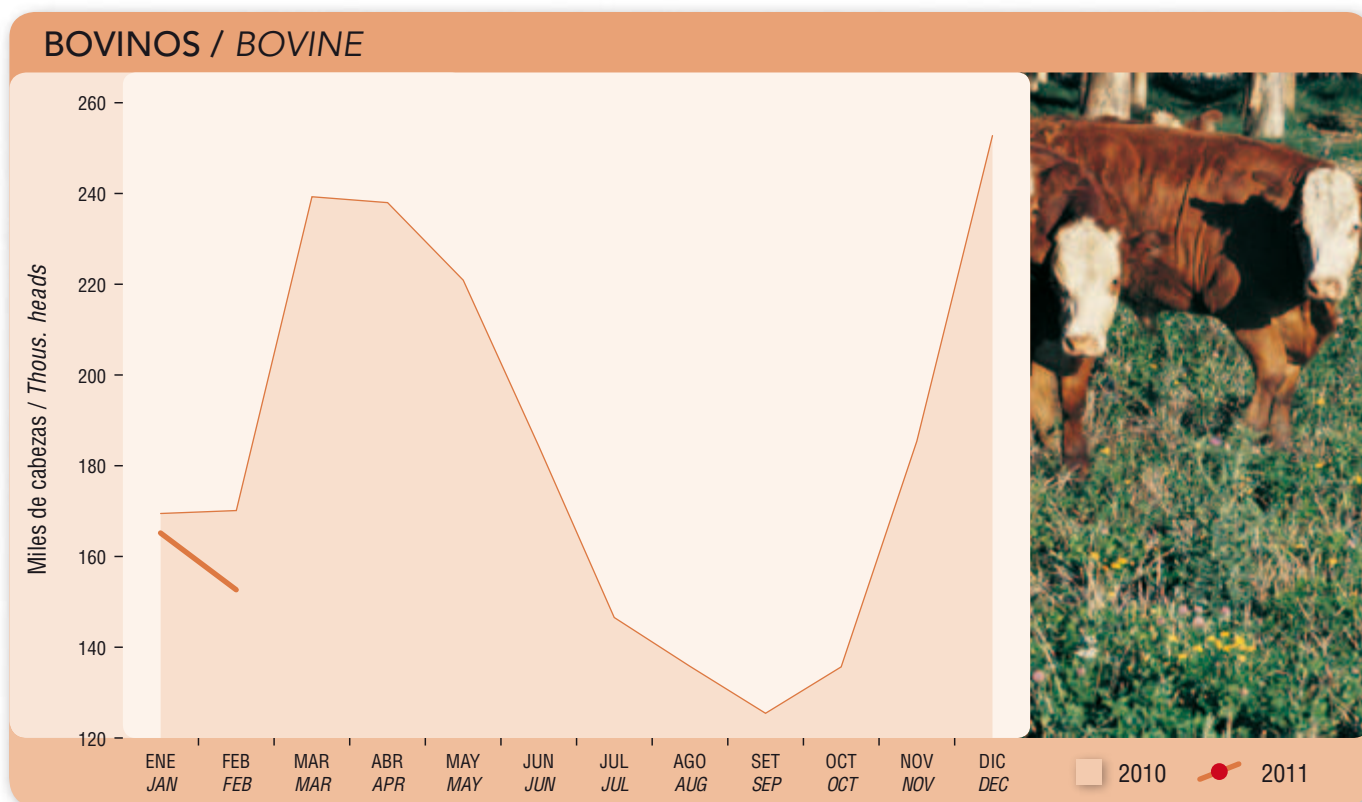 BOVINOS / BOVINE
Miles de cabezas / Thous. heads
260
240
220
200
180
160
140
120
ENE FEB MAR ABR MAY JUN JUL AGO SET OCT NOV DIC
JAN FEB MAR APR MAY JUN JUL AUG SEP OCT NOV DEC
2010 2011